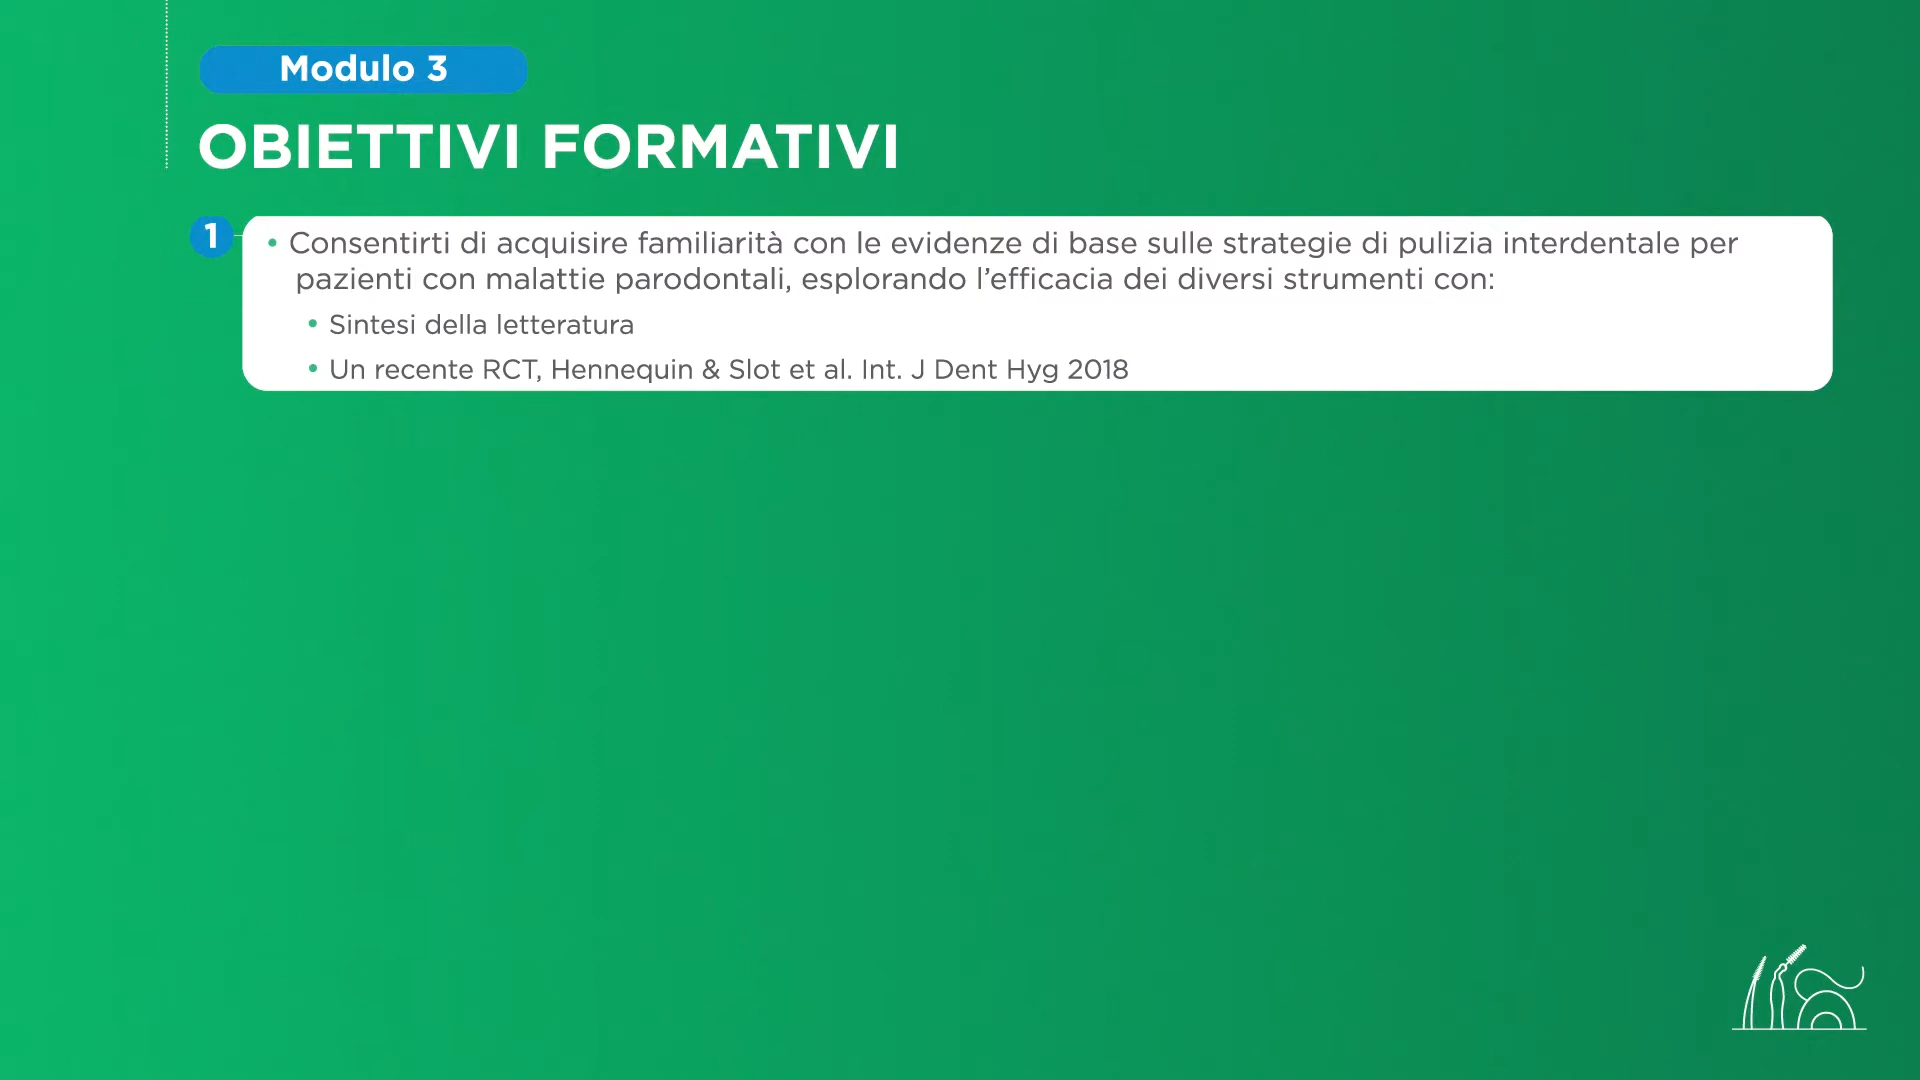 Modulo 3
OBIETTIVI FORMATIVI
1
• Consentirti di acquisire familiarità con le evidenze di base sulle strategie di pulizia interdentale per
pazienti con malattie parodontali, esplorando l’efficacia dei diversi strumenti con:
• Sintesi della letteratura
• Un recente RCT, Hennequin & Slot et al. Int. J Dent Hyg 2018